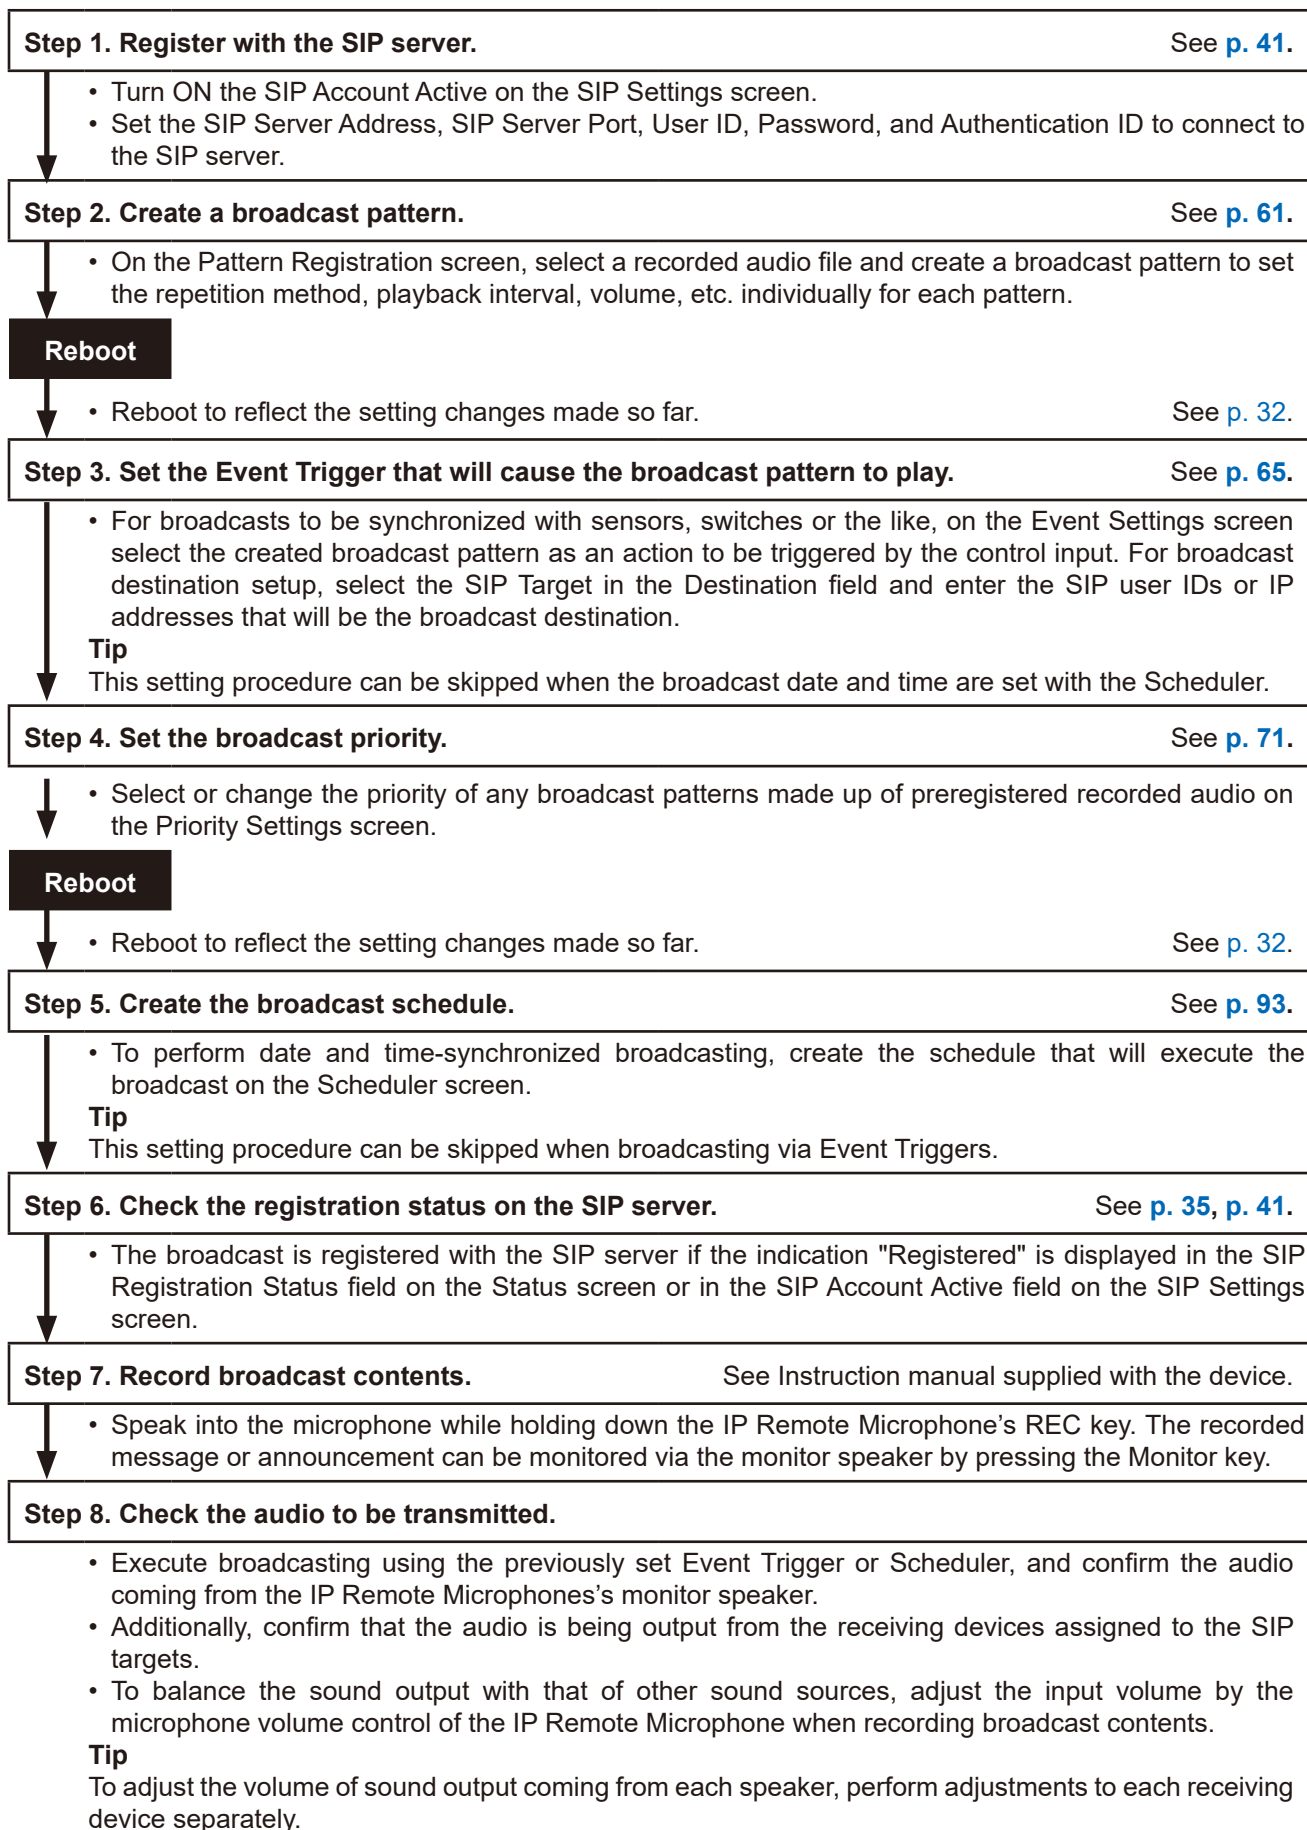 Step 1. Register with the SIP server. See p. 41.
• Turn ON the SIP Account Active on the SIP Settings screen.
• Set the SIP Server Address, SIP Server Port, User ID, Password, and Authentication ID to connect to
the SIP server.
Step 2. Create a broadcast pattern. See p. 61.
• On the Pattern Registration screen, select a recorded audio file and create a broadcast pattern to set
the repetition method, playback interval, volume, etc. individually for each pattern.
Reboot
• Reboot to reflect the setting changes made so far. See p. 32.
Step 3. Set the Event Trigger that will cause the broadcast pattern to play. See p. 65.
• For broadcasts to be synchronized with sensors, switches or the like, on the Event Settings screen
select the created broadcast pattern as an action to be triggered by the control input. For broadcast
destination setup, select the SIP Target in the Destination field and enter the SIP user IDs or IP
addresses that will be the broadcast destination.
Tip
This setting procedure can be skipped when the broadcast date and time are set with the Scheduler.
Step 4. Set the broadcast priority. See p. 71.
• Select or change the priority of any broadcast patterns made up of preregistered recorded audio on
the Priority Settings screen.
Reboot
• Reboot to reflect the setting changes made so far. See p. 32.
Step 5. Create the broadcast schedule. See p. 93.
• To perform date and time-synchronized broadcasting, create the schedule that will execute the
broadcast on the Scheduler screen.
Tip
This setting procedure can be skipped when broadcasting via Event Triggers.
Step 6. Check the registration status on the SIP server. See p. 35, p. 41.
• The broadcast is registered with the SIP server if the indication "Registered" is displayed in the SIP
Registration Status field on the Status screen or in the SIP Account Active field on the SIP Settings
screen.
Step 7. Record broadcast contents. See Instruction manual supplied with the device.
• Speak into the microphone while holding down the IP Remote Microphone’s REC key. The recorded
message or announcement can be monitored via the monitor speaker by pressing the Monitor key.
Step 8. Check the audio to be transmitted.
• Execute broadcasting using the previously set Event Trigger or Scheduler, and confirm the audio
coming from the IP Remote Microphones’s monitor speaker.
• Additionally, confirm that the audio is being output from the receiving devices assigned to the SIP
targets.
• To balance the sound output with that of other sound sources, adjust the input volume by the
microphone volume control of the IP Remote Microphone when recording broadcast contents.
Tip
To adjust the volume of sound output coming from each speaker, perform adjustments to each receiving
device separately.